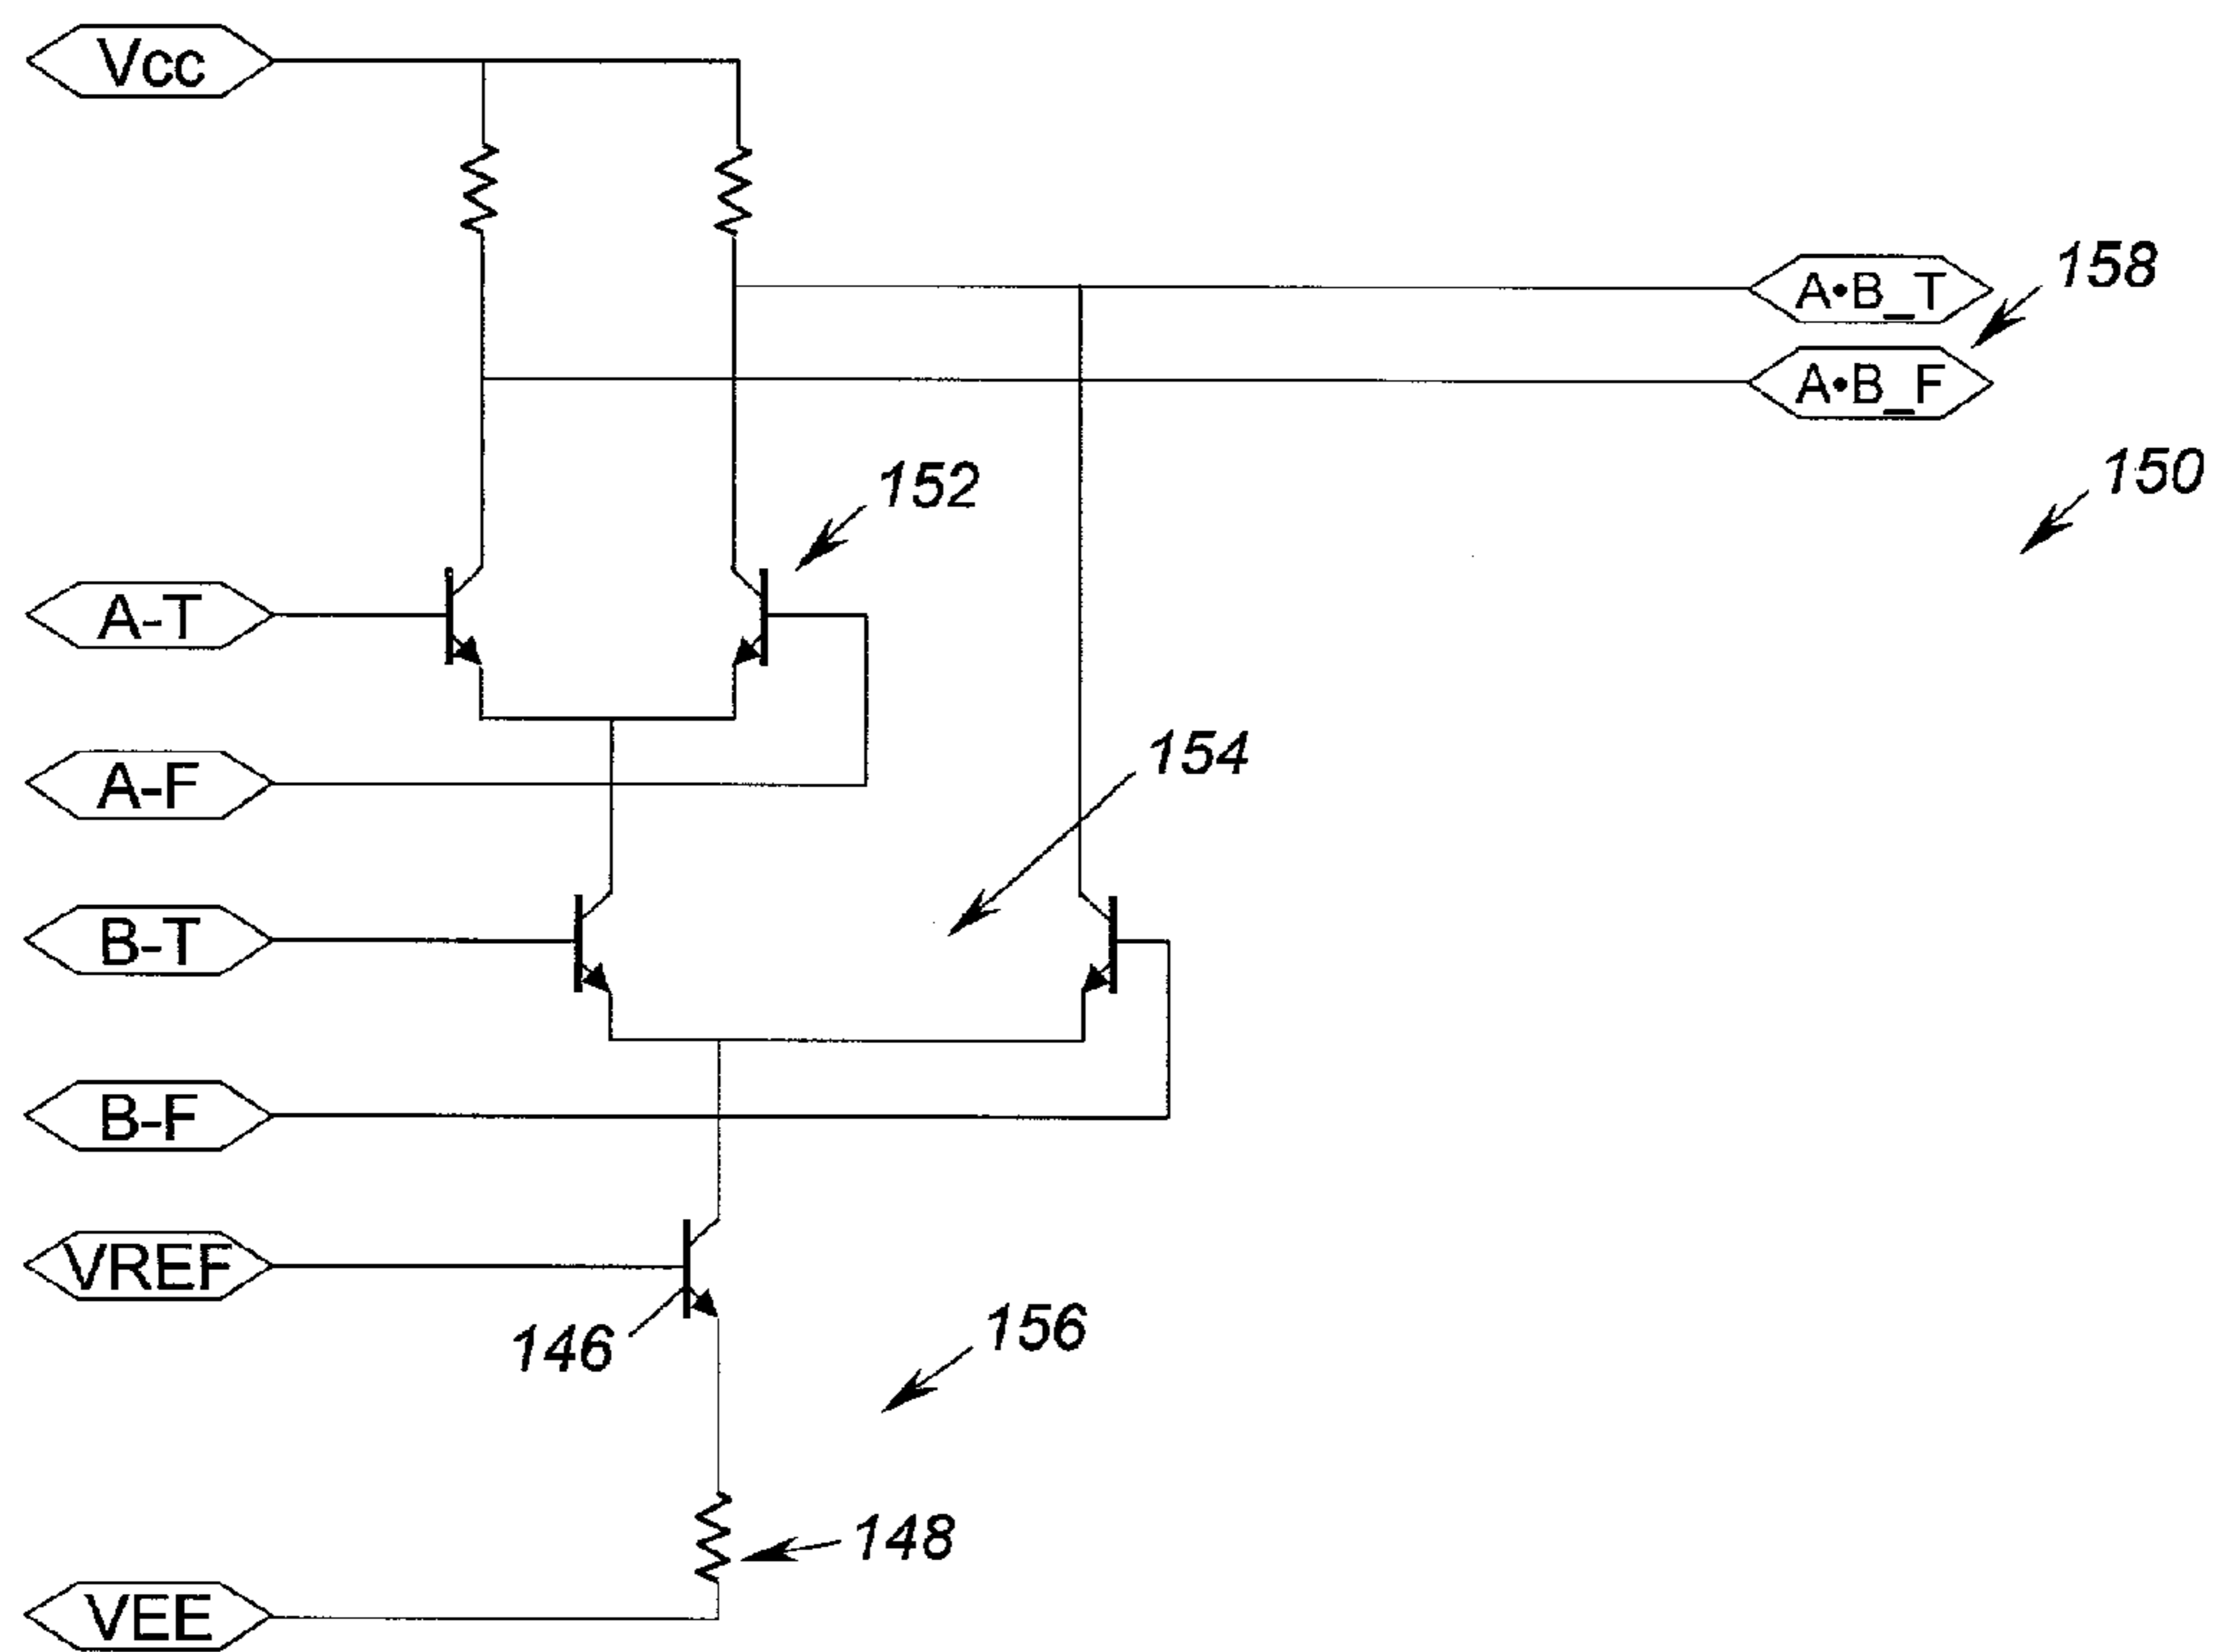 Vcc
A•B_T
158
A•B_F
150
152
A-T
154
A-F
B-T
B-F
VREF
146
156
148
VEE